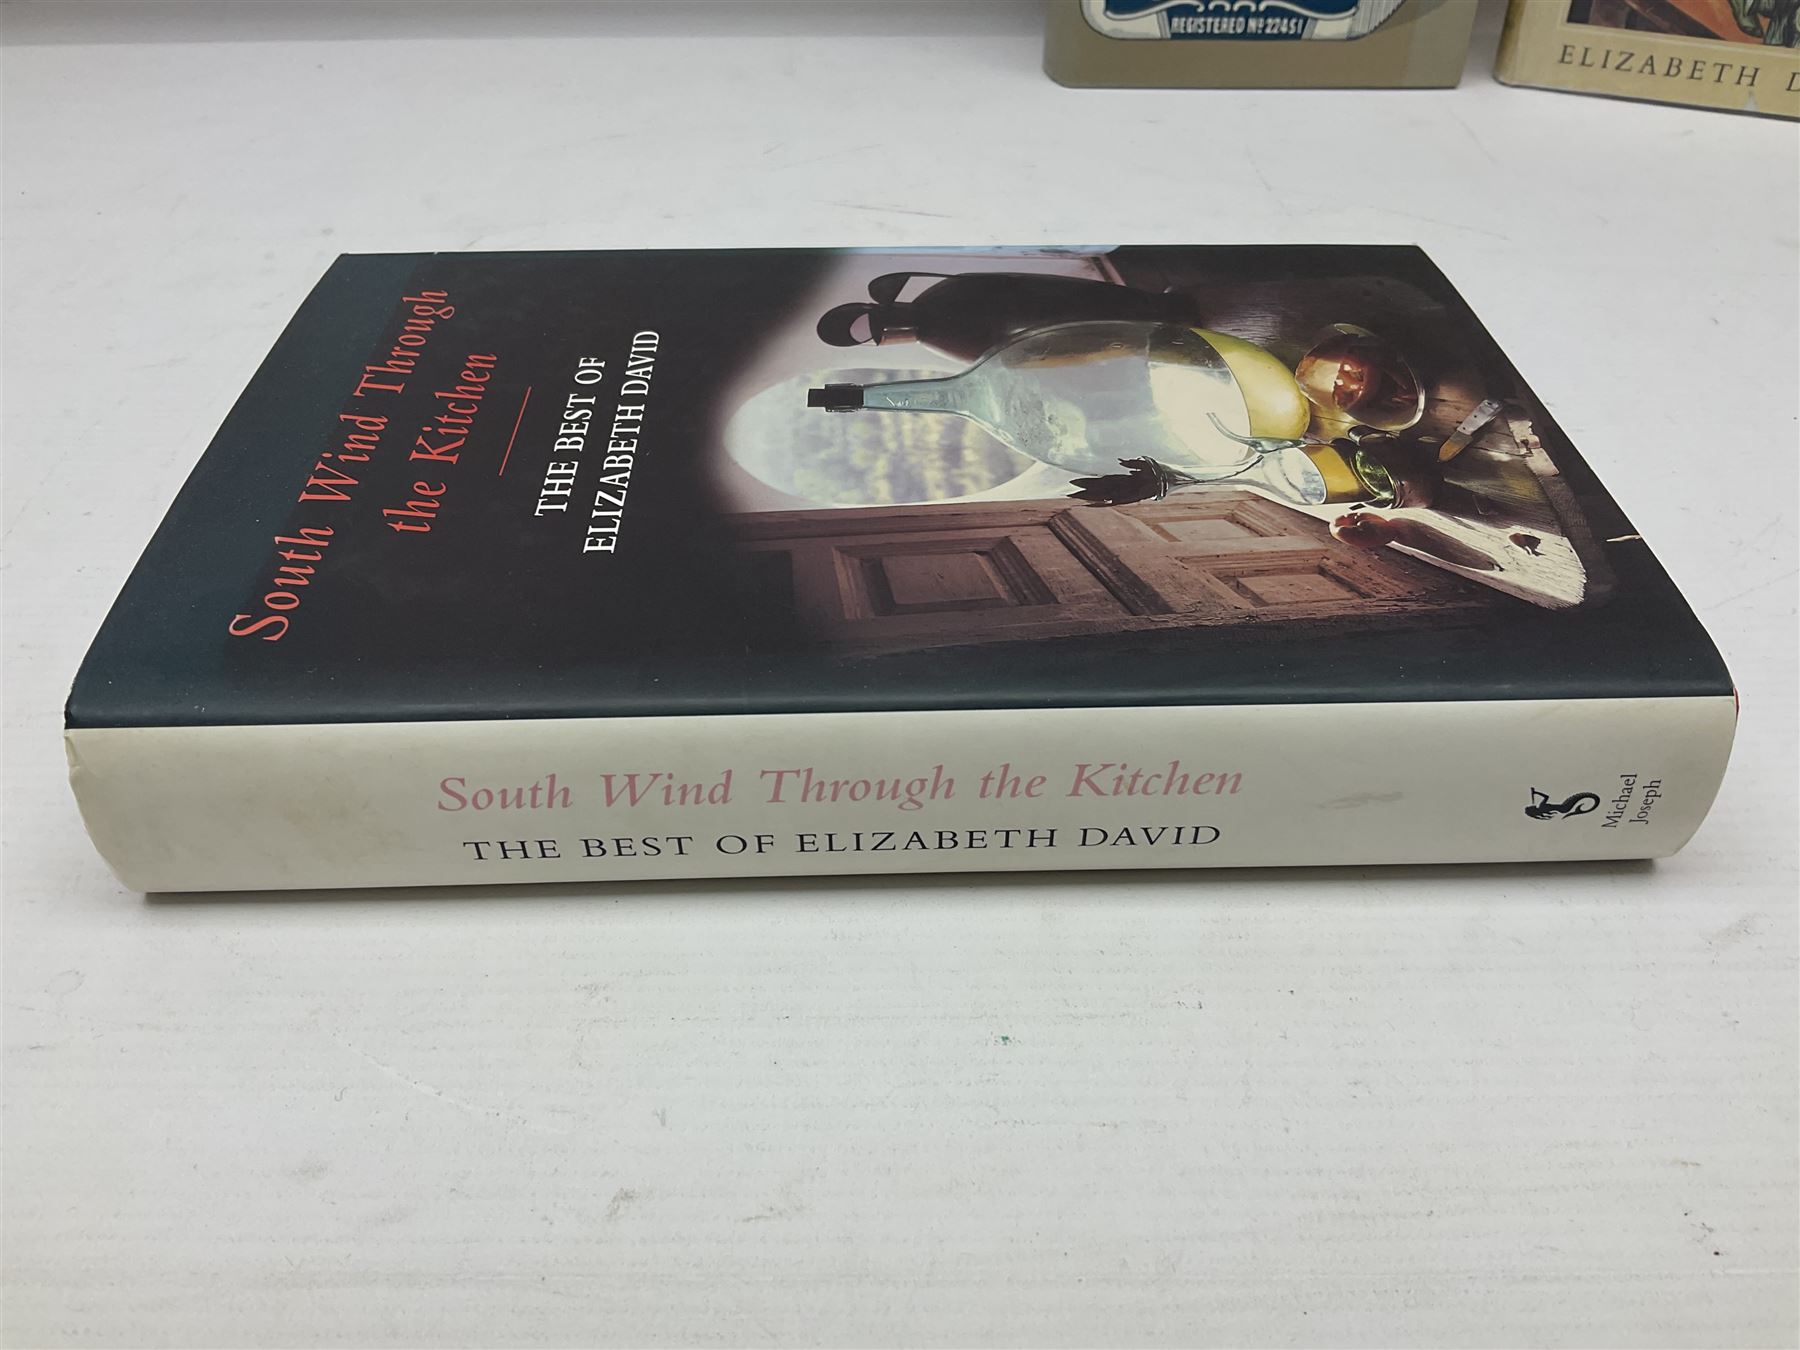 REGISTERED Nº 22451
ELIZABETH D
South Wind Through
the Kitchen
THE BEST OF
ELIZABETH DAVID
South Wind Through the Kitchen
THE BEST OF ELIZABETH DAVID
Michael
Joseph